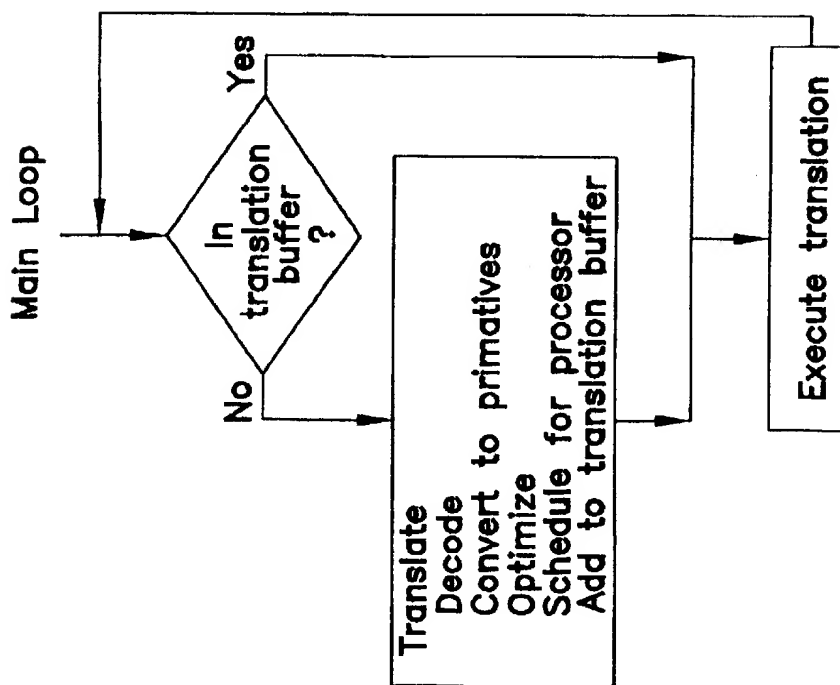 Main Loop
In
translation
buffer
?
Yes
No
Translate
Decode
Convert to primatives
Optimize
Schedule for processor
Add to translation buffer
Execute translation